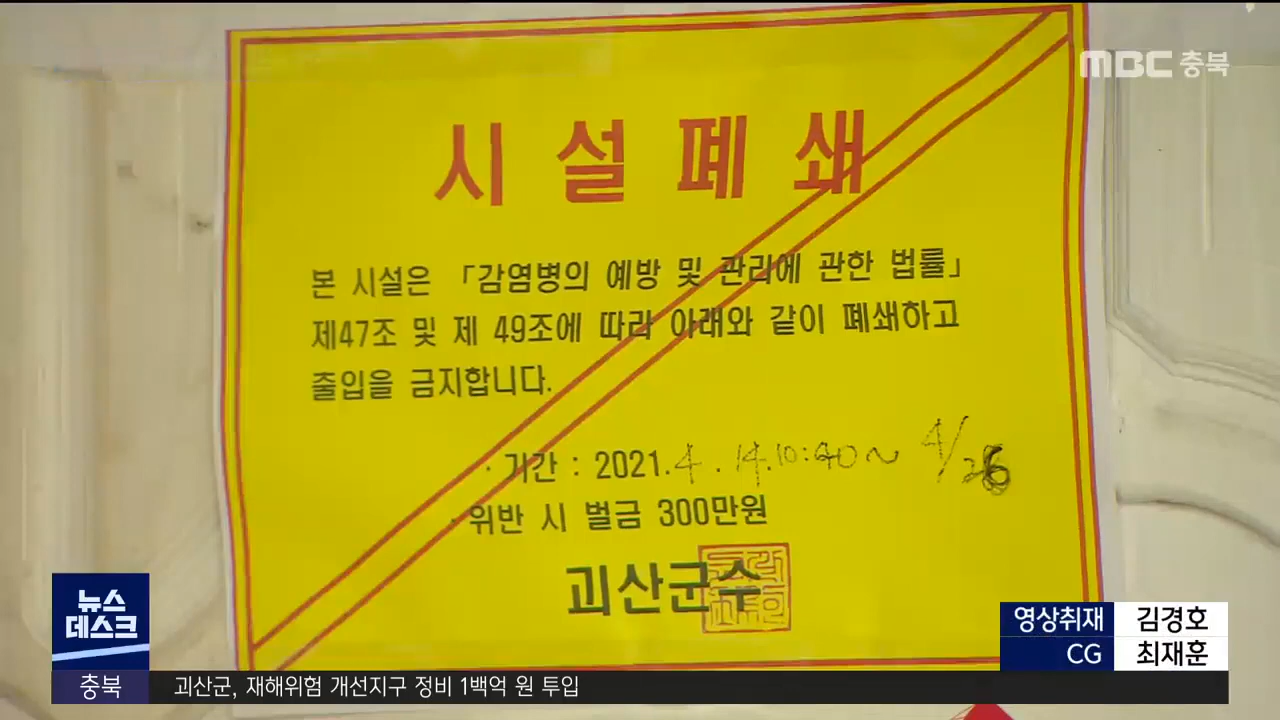 MBC 충북
시 설 폐 쇄
본 시설은 「감염병의 예방 및 관리에 관한 법률」
제47조 및 제 49조에 따라 아래와 같이 폐쇄하고
출입을 금지합니다.
· 기간 : 2021.4.14.10:40~ 4/26
· 위반 시 벌금 300만원
괴산군수
뉴스
데스크
영상취재 김경호
CG 최재훈
충북 괴산군, 재해위험 개선지구 정비 1백억 원 투입